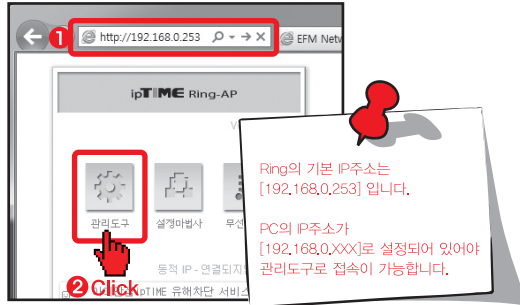 1
http://192.168.0.253
EFM Netw
ipTIME Ring-AP
V
관리도구
설정마법사
무선
동적 IP - 연결되지
ipTIME 유해차단 서비스
2 Click
Ring의 기본 IP주소는
[192.168.0.253] 입니다.
PC의 IP주소가
[192.168.0.XXX]로 설정되어 있어야
관리도구로 접속이 가능합니다.